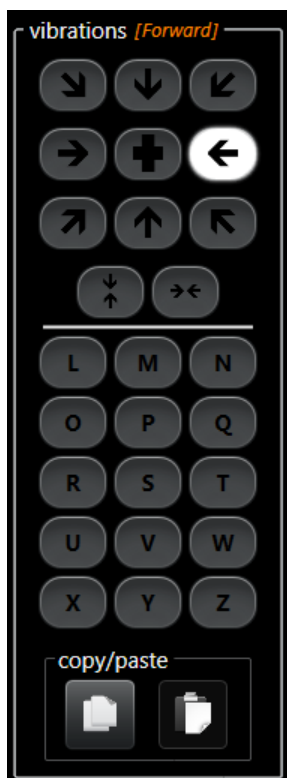 vibrations [Forward]
L M N
O P Q
R S T
U V W
X Y Z
copy/paste